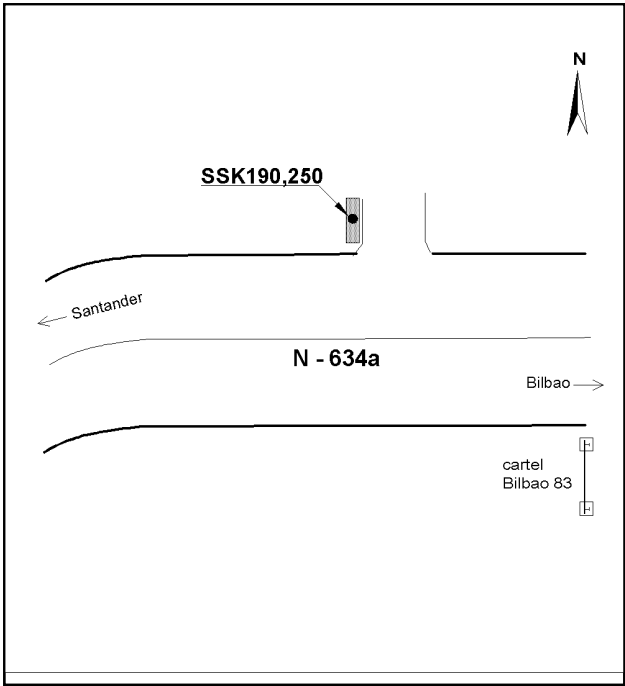 N
SSK190,250
Santander
N - 634a
Bilbao
cartel
Bilbao 83